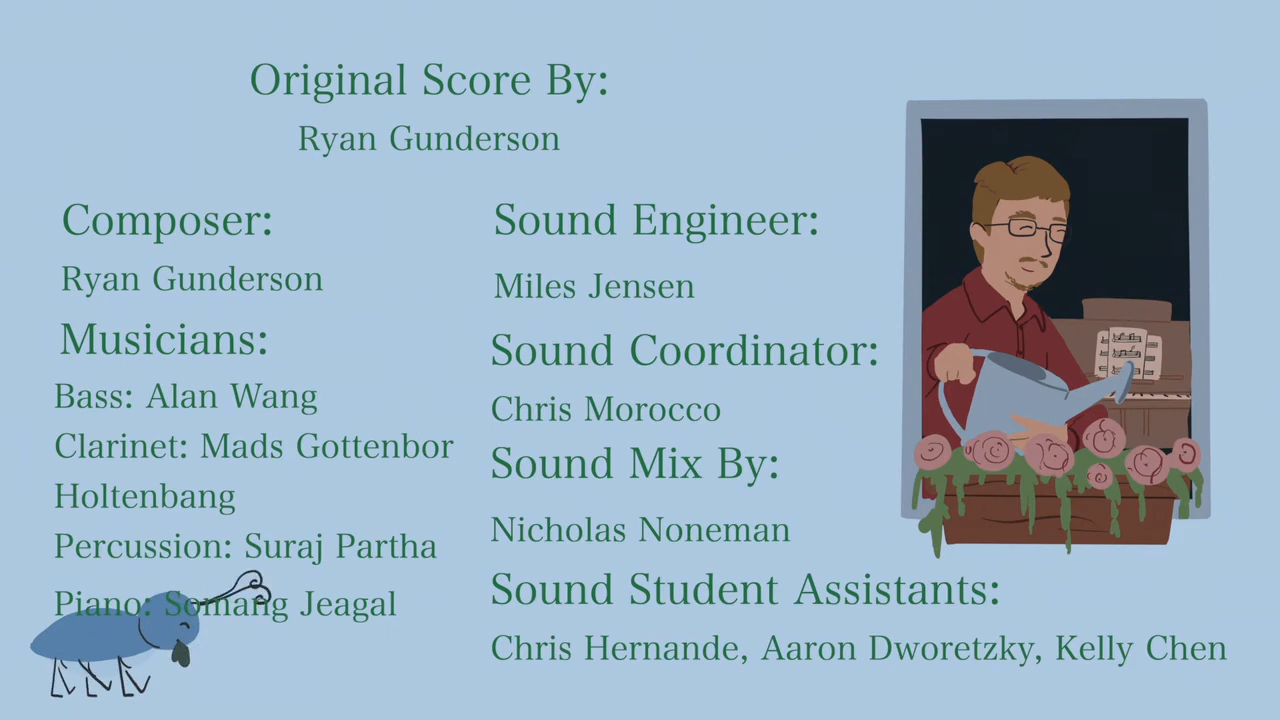 Original Score By:
Ryan Gunderson
Composer:
Ryan Gunderson
Musicians:
Bass: Alan Wang
Clarinet: Mads Gottenbor
Holtenbang
Percussion: Suraj Partha
Piano: Somang Jeagal
Sound Engineer:
Miles Jensen
Sound Coordinator:
Chris Morocco
Sound Mix By:
Nicholas Noneman
Sound Student Assistants:
Chris Hernande, Aaron Dworetzky, Kelly Chen